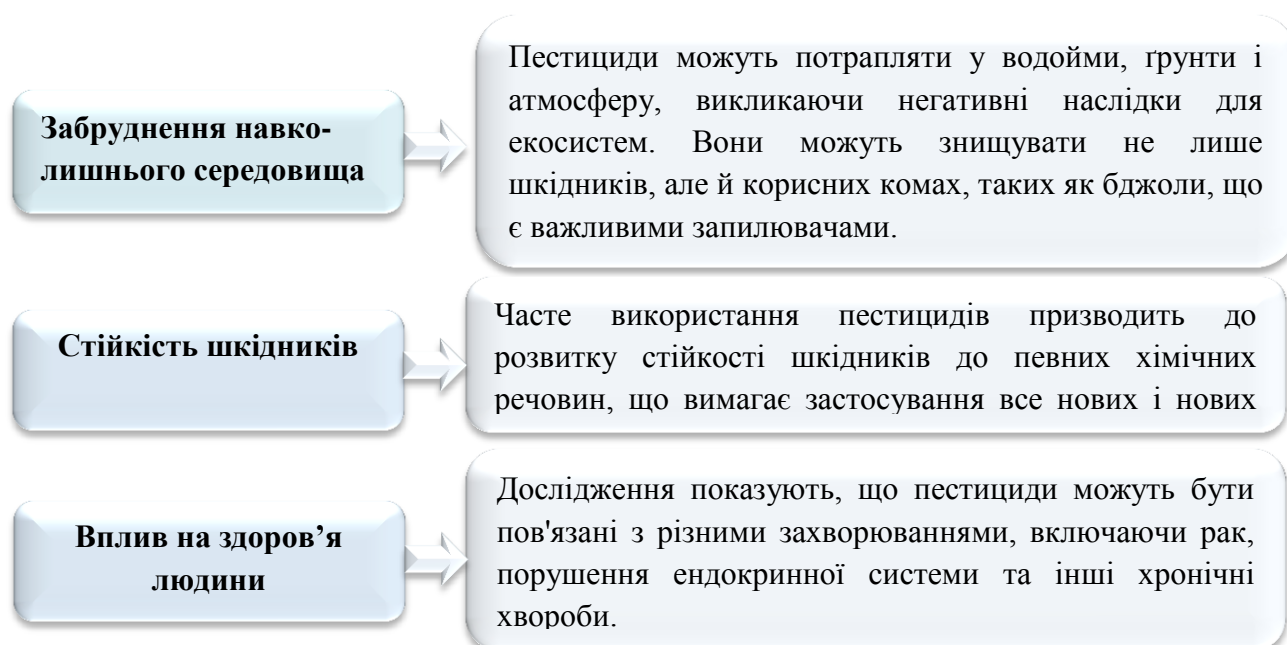 Забруднення навко-
лишнього середовища
Пестициди можуть потрапляти у водойми, ґрунти і
атмосферу, викликаючи негативні наслідки для
екосистем. Вони можуть знищувати не лише
шкідників, але й корисних комах, таких як бджоли, що
є важливими запилювачами.
Стійкість шкідників
Часте використання пестицидів призводить до
розвитку стійкості шкідників до певних хімічних
речовин, що вимагає застосування все нових і нових
Вплив на здоров’я
людини
Дослідження показують, що пестициди можуть бути
пов'язані з різними захворюваннями, включаючи рак,
порушення ендокринної системи та інші хронічні
хвороби.